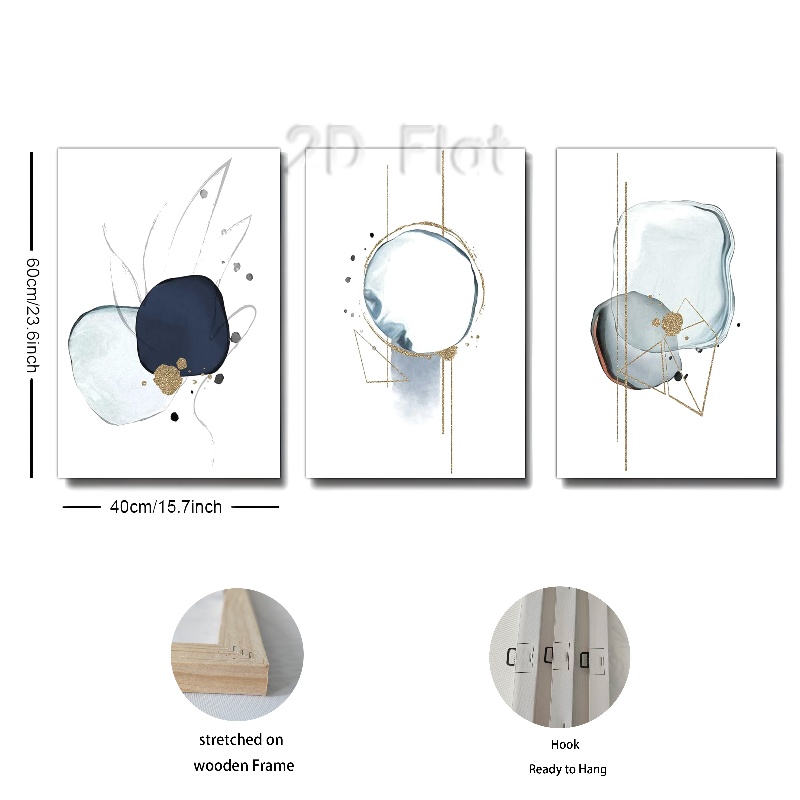 2D Flat
60cm/23.6inch
40cm/15.7inch
stretched on
wooden Frame
Hook
Ready to Hang